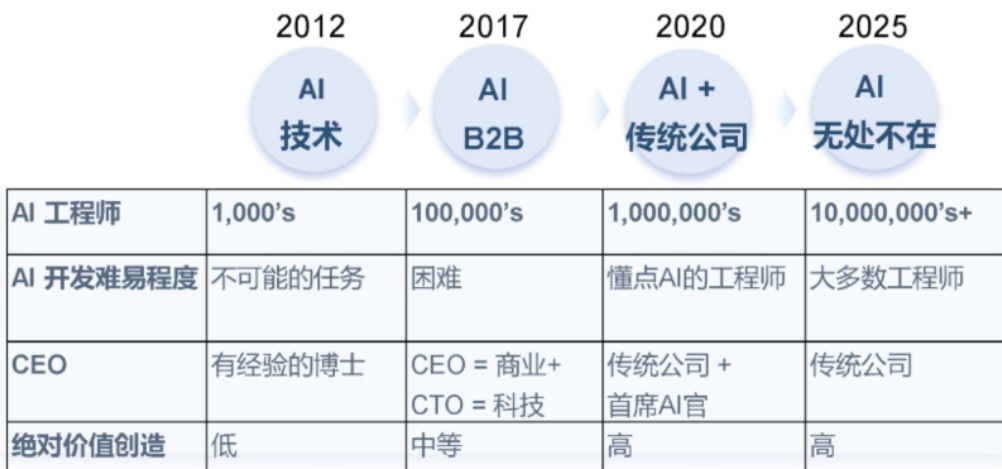 2012 2017 2020 2025
AI AI AI + AI
技术 B2B 传统公司 无处不在
AI 工程师 1,000’s 100,000’s 1,000,000’s 10,000,000’s+
AI 开发难易程度 不可能的任务 困难 懂点AI的工程师 大多数工程师
CEO 有经验的博士 CEO = 商业+ 传统公司 + 传统公司
CTO = 科技 首席AI官
绝对价值创造 低 中等 高 高